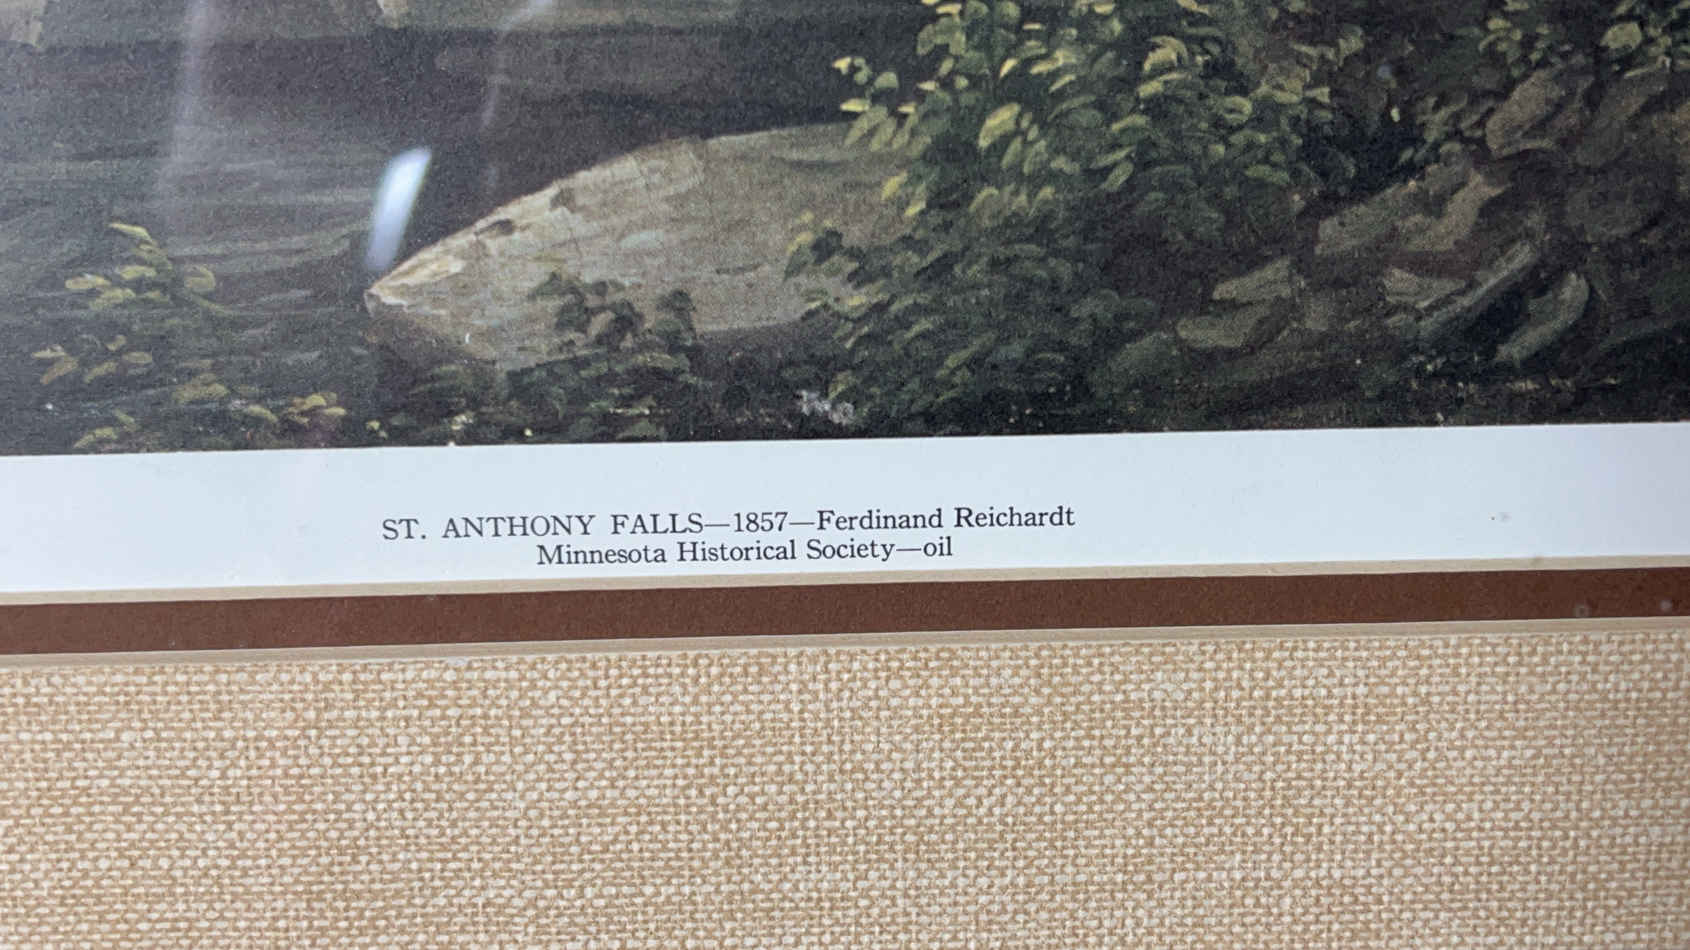 ST. ANTHONY FALLS—1857—Ferdinand Reichardt
Minnesota Historical Society—oil